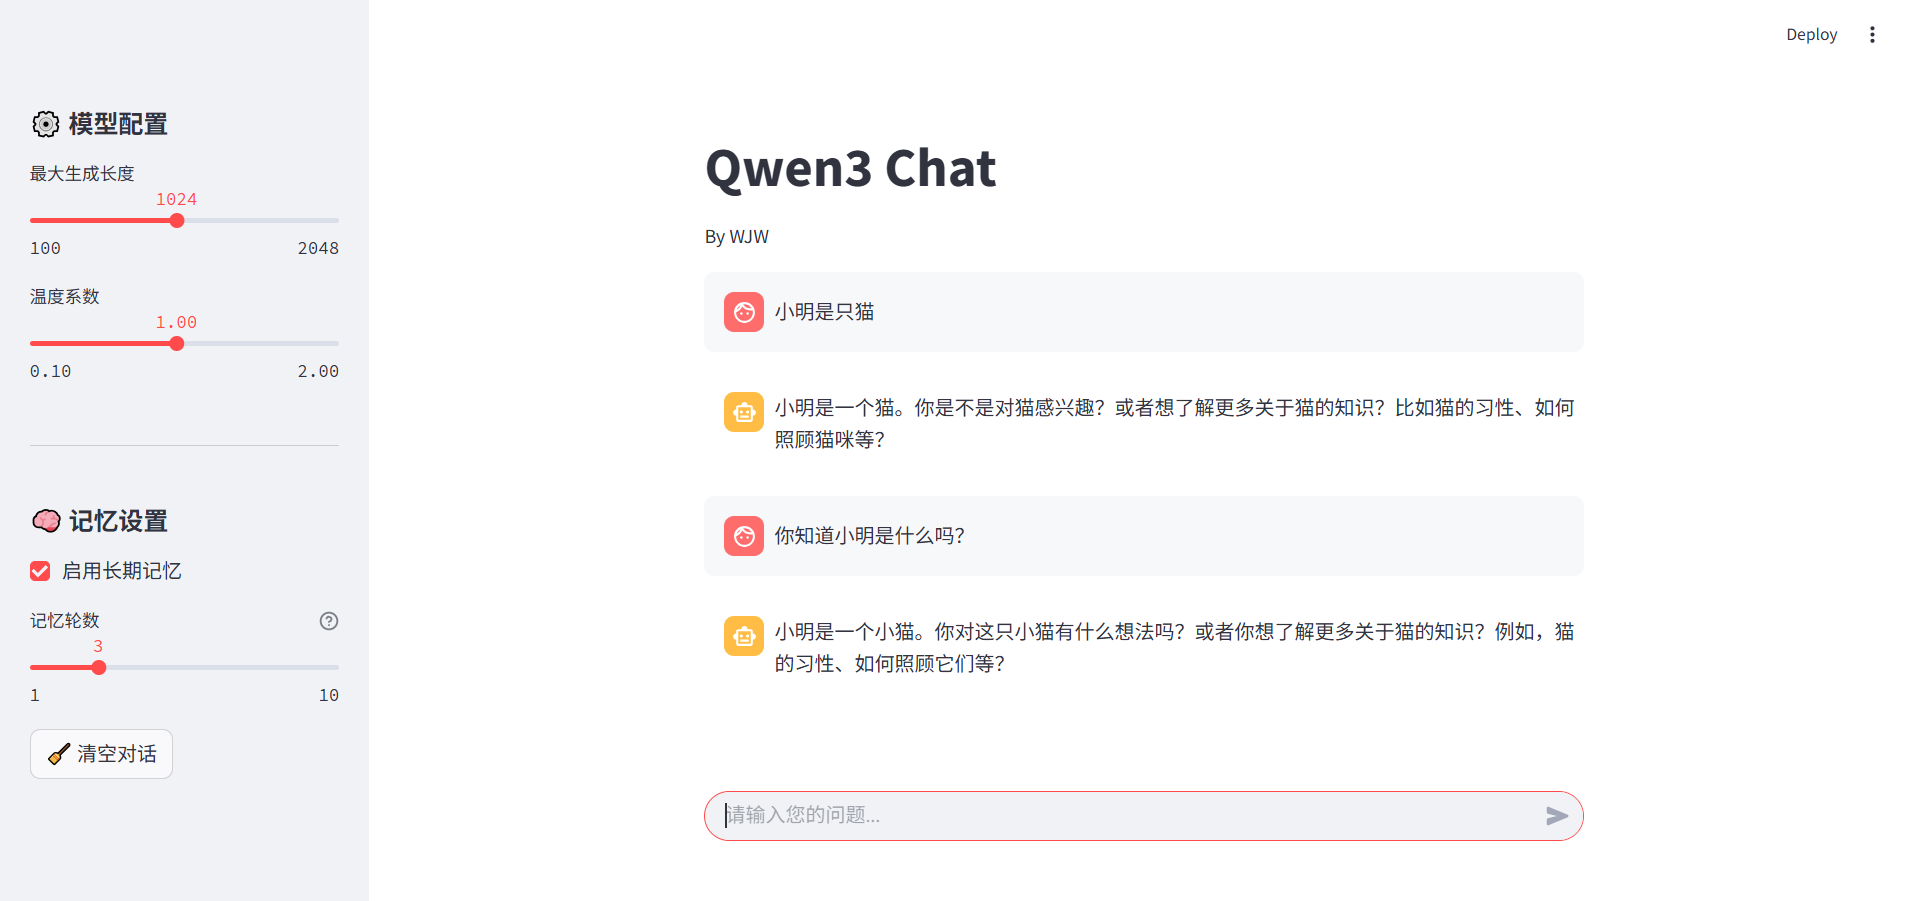 Deploy
模型配置
最大生成长度
1024
100 2048
温度系数
1.00
0.10 2.00
记忆设置
启用长期记忆
记忆轮数
3
1 10
清空对话
Qwen3 Chat
By WJW
小明是只猫
小明是一个猫。你是不是对猫感兴趣？或者想了解更多关于猫的知识？比如猫的习性、如何
照顾猫咪等？
你知道小明是什么吗？
小明是一个小猫。你对这只小猫有什么想法吗？或者你想了解更多关于猫的知识？例如，猫
的习性、如何照顾它们等？
请输入您的问题...